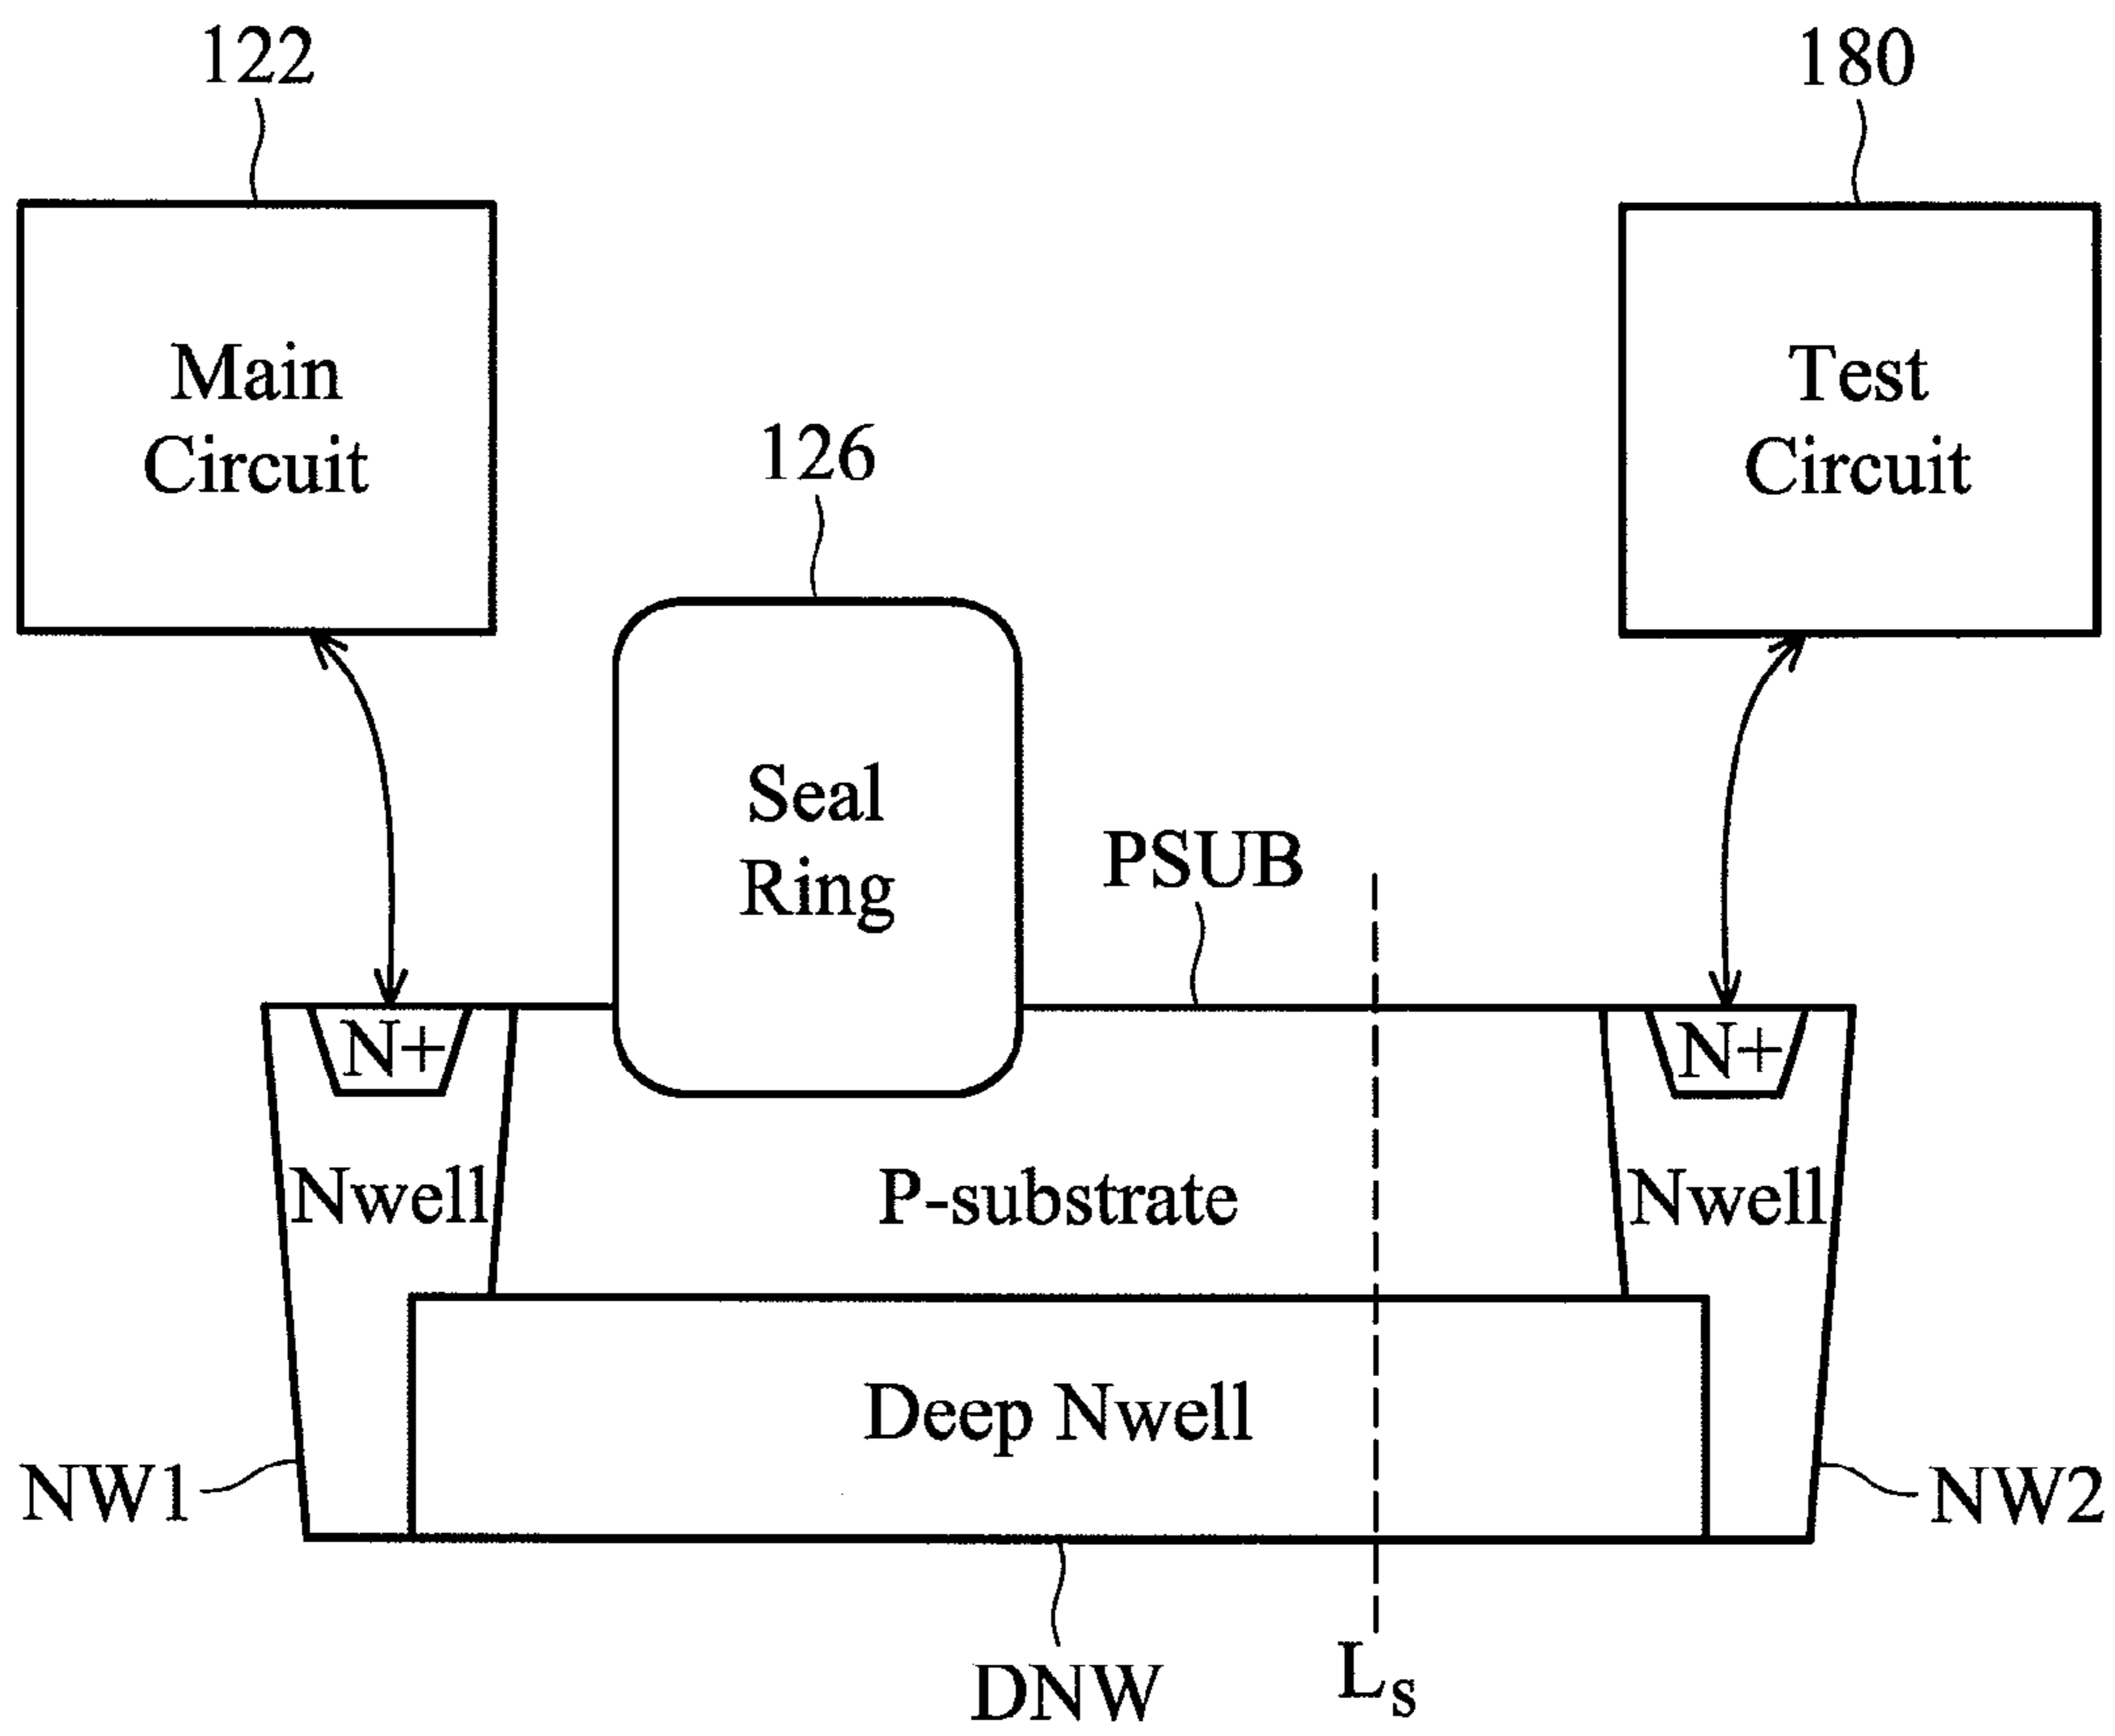 122
180
Main
Circuit
Test
Circuit
126
Seal
Ring
PSUB
N+
N+
Nwell
P-substrate
Nwell
Deep Nwell
NW1
NW2
DNW
Ls